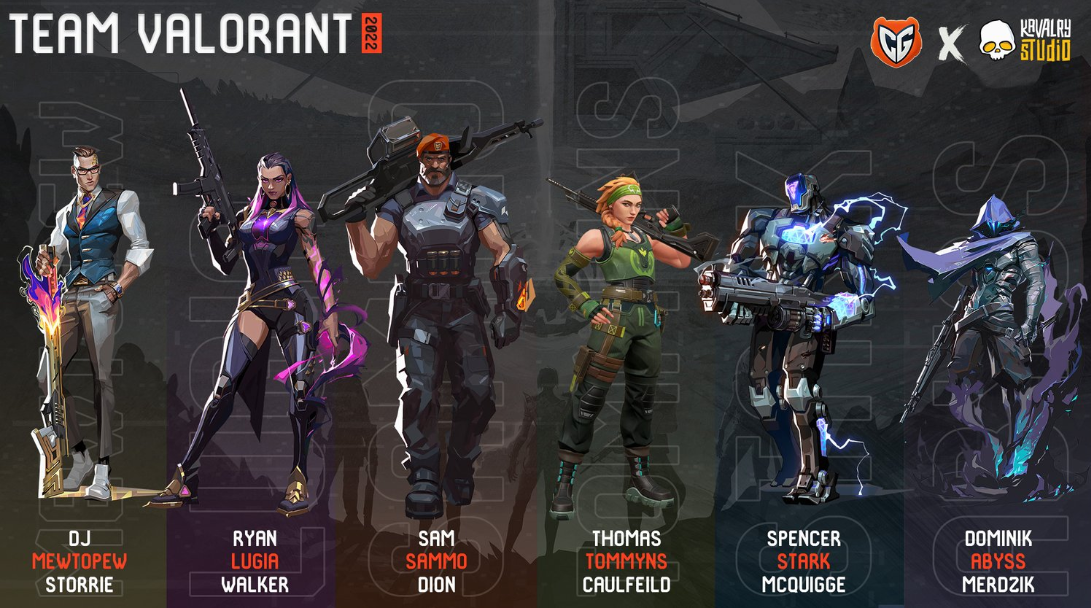 TEAM VALORANT 2022
CG X KAVALRY STUDIO
DJ
MEWTOPEW
STORRIE
RYAN
LUGIA
WALKER
SAM
SAMMO
DION
THOMAS
TOMMYNS
CAULFEILD
SPENCER
STARK
MCQUIGGE
DOMINIK
ABYSS
MERDZIK